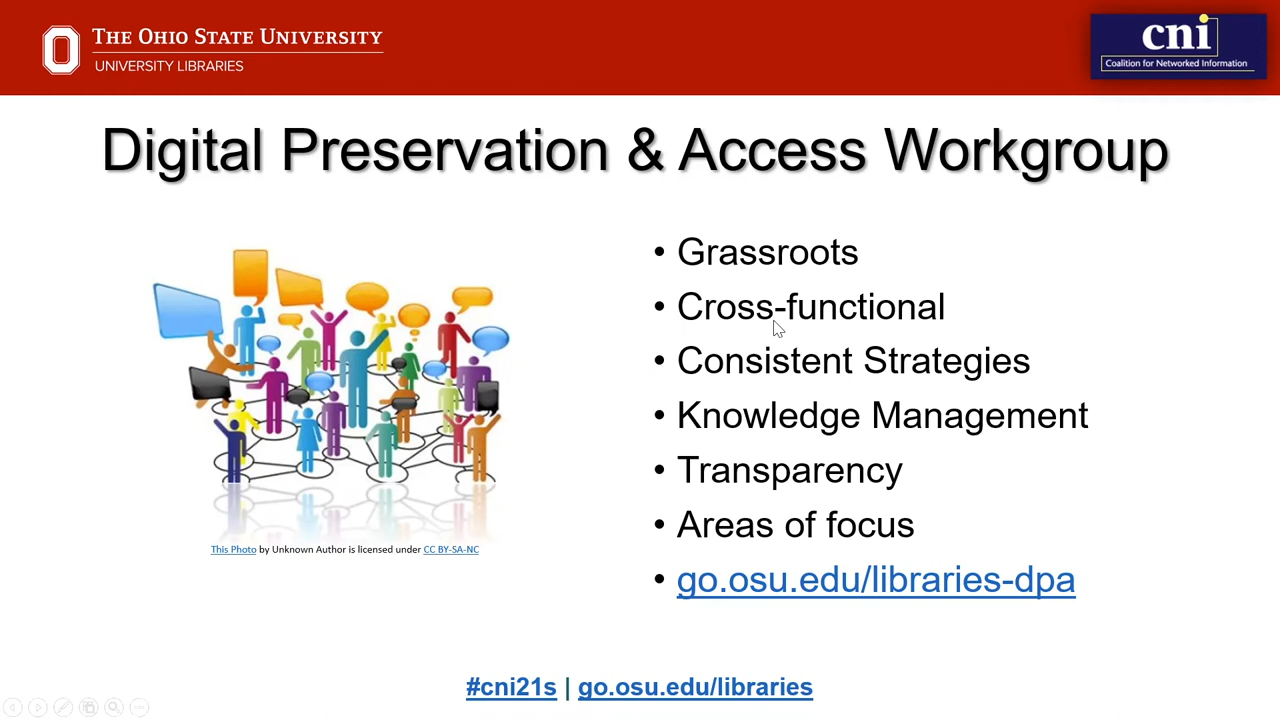 THE OHIO STATE UNIVERSITY
UNIVERSITY LIBRARIES
cni
Coalition for Networked Information
Digital Preservation & Access Workgroup
• Grassroots
• Cross-functional
• Consistent Strategies
• Knowledge Management
• Transparency
• Areas of focus
• go.osu.edu/libraries-dpa
This Photo by Unknown Author is licensed under CC BY-SA-NC
#cni21s | go.osu.edu/libraries